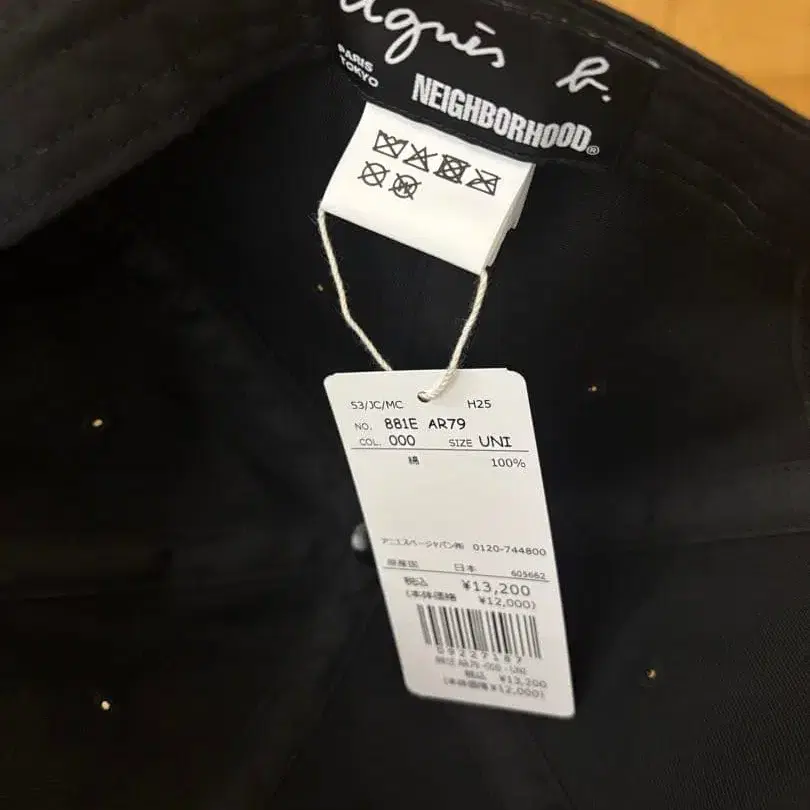 agnès b.
PARIS
TOKYO
NEIGHBORHOOD®
53/JC/MC H25
NO. 881E AR79
COL. 000 SIZE UNI
綿 100%
アニエスベージャパン㈱ 0120-744800
原産国 日本 605662
税込 ¥13,200
(本体価格 ¥12,000)
09227187
881E AR79-000-UNI
税込 ¥13,200
(本体価格 ¥12,000)